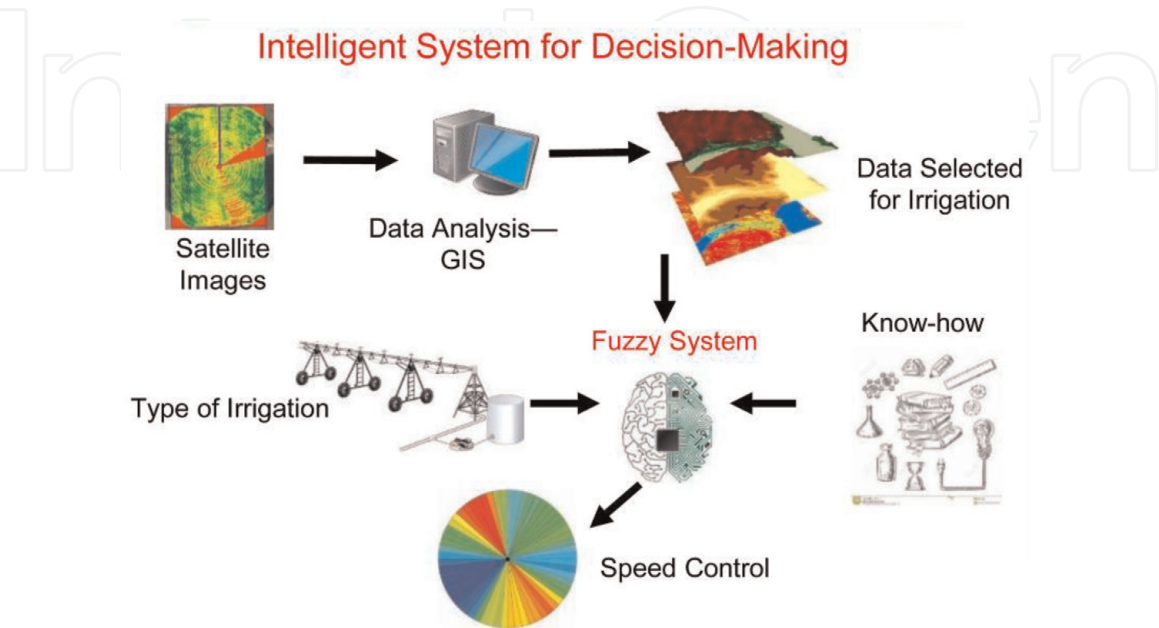 Intelligent System for Decision-Making
Satellite
Images
Data Analysis—
GIS
Data Selected
for Irrigation
Fuzzy System
Know-how
Type of Irrigation
Speed Control